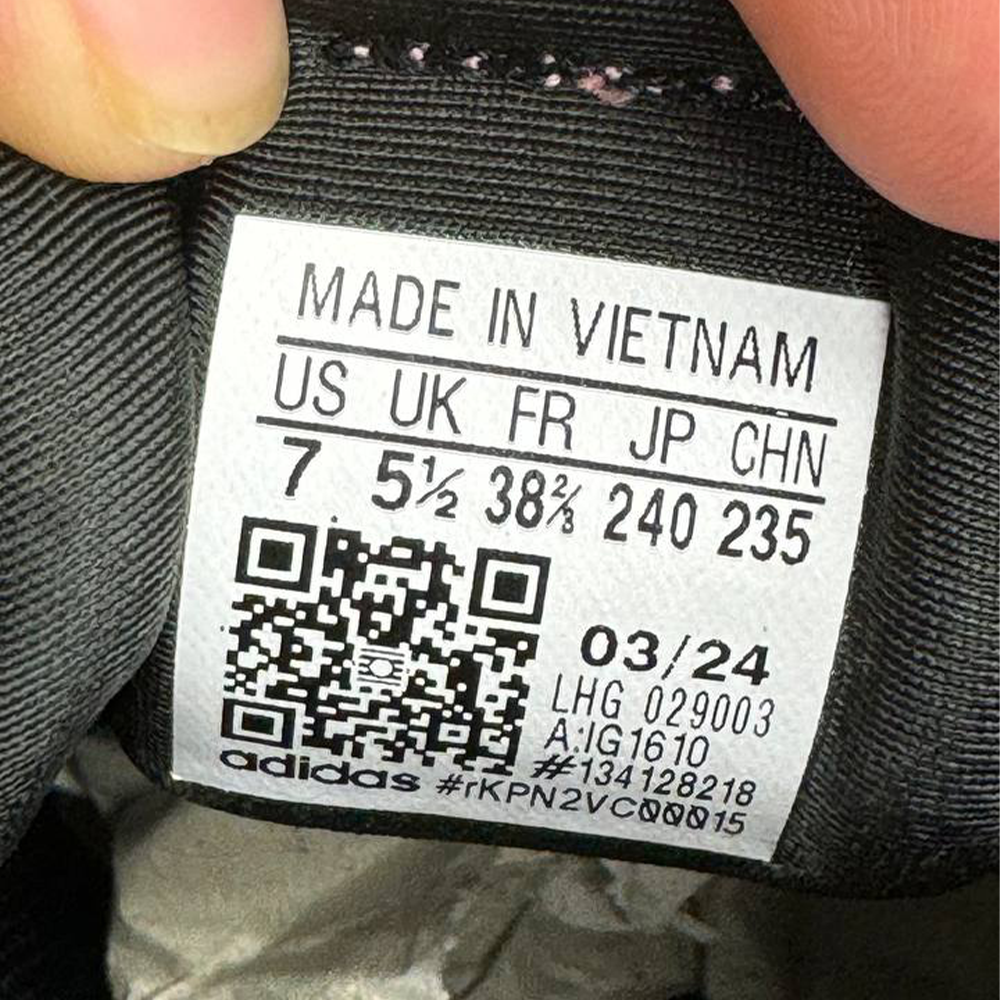 MADE IN VIETNAM
US UK FR JP CHN
7 5½ 38⅔ 240 235
03/24
LHG 029003
A:IG1610
#134128218
adidas #rKPN2VC00015